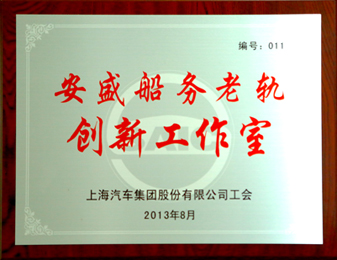 编号：011
安盛船务老轨
创新工作室
上海汽车集团股份有限公司工会
2013年8月